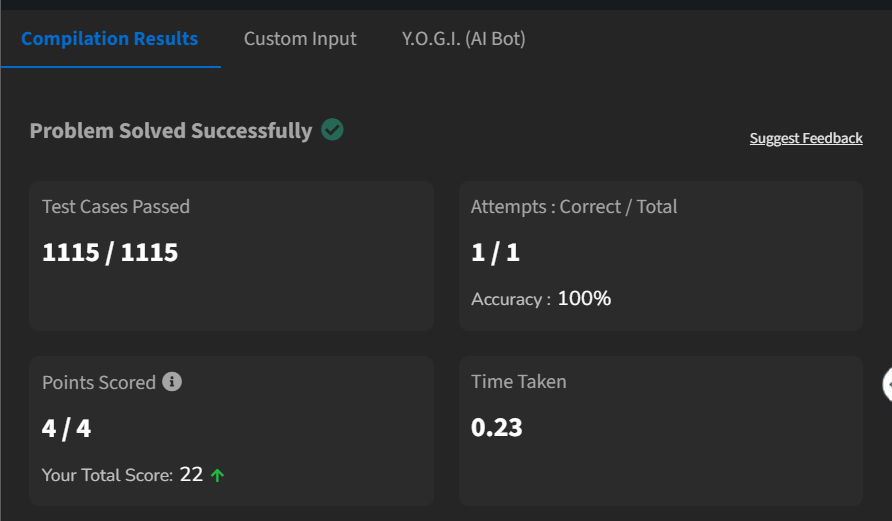 Compilation Results
Custom Input
Y.O.G.I. (AI Bot)
Problem Solved Successfully
Suggest Feedback
Test Cases Passed
1115 / 1115
Attempts : Correct / Total
1 / 1
Accuracy : 100%
Points Scored
4 / 4
Your Total Score: 22
Time Taken
0.23